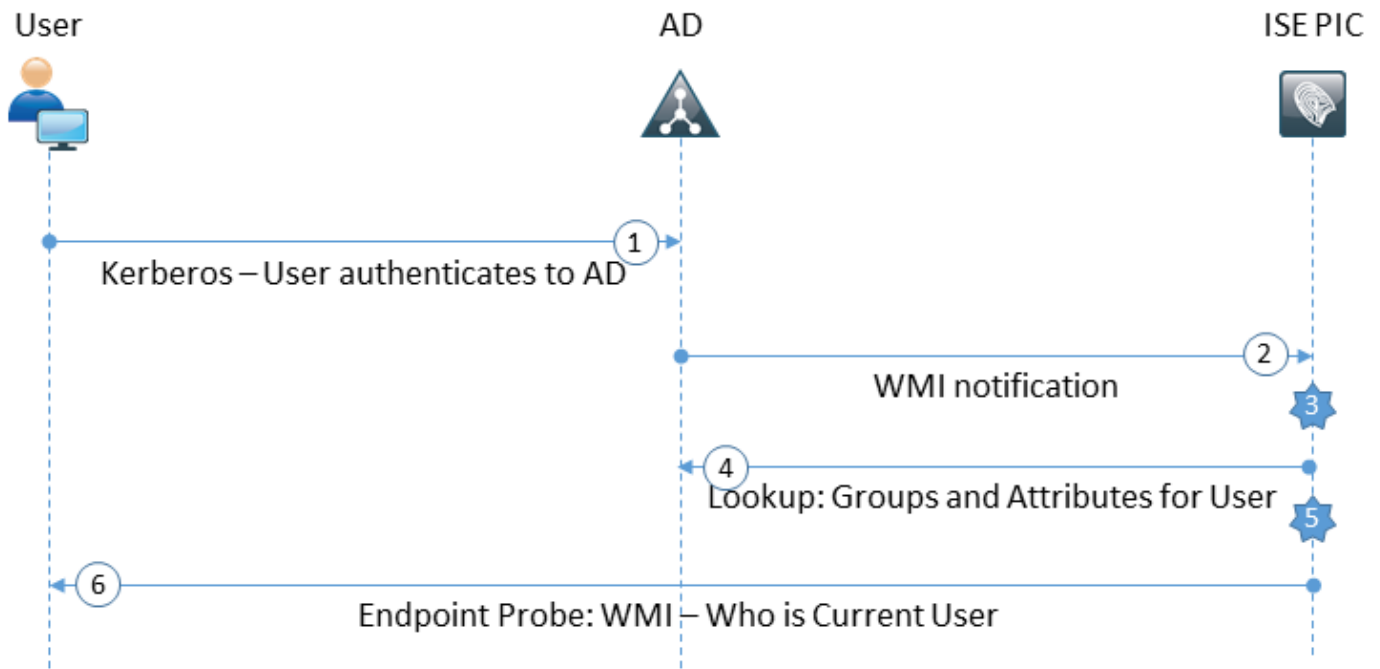 User
AD
ISE PIC
1
Kerberos – User authenticates to AD
2
WMI notification
3
4
Lookup: Groups and Attributes for User
5
6
Endpoint Probe: WMI – Who is Current User